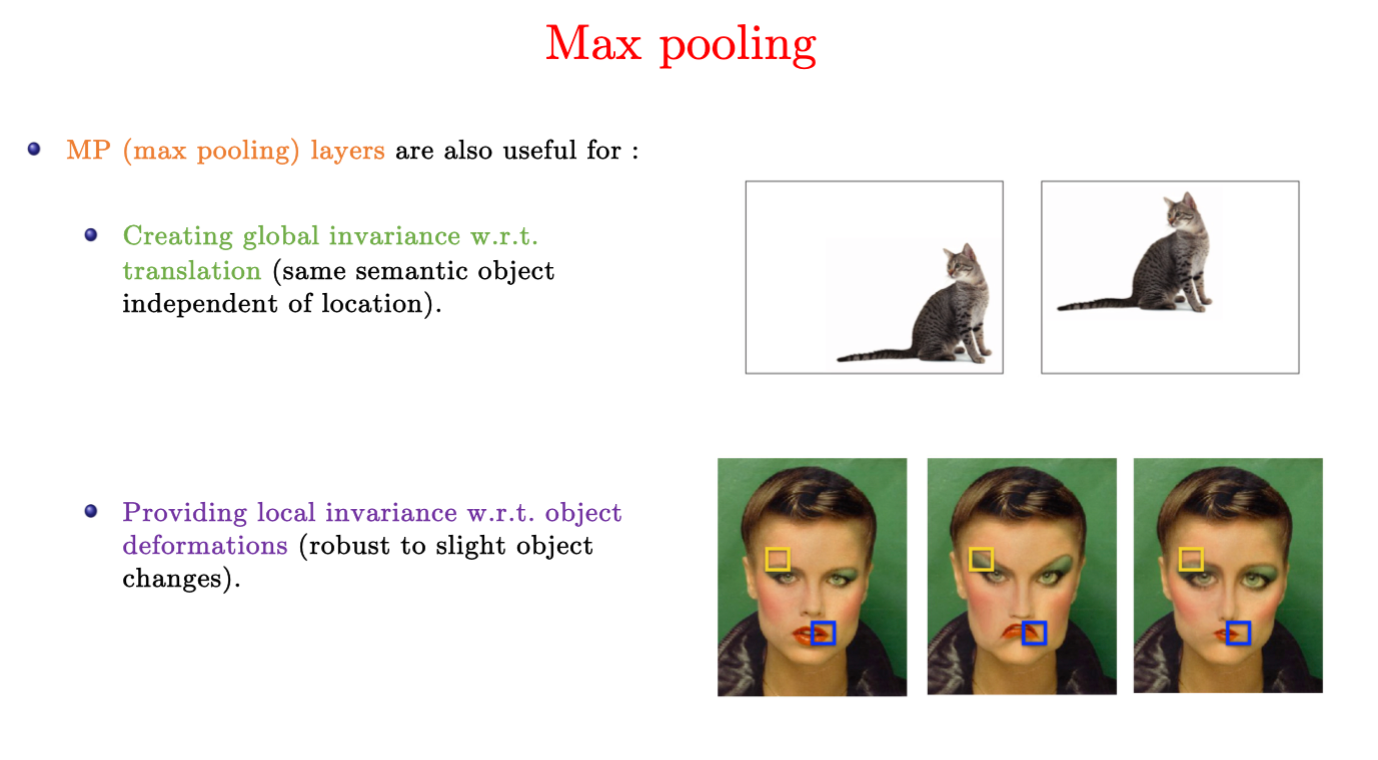 Max pooling
MP (max pooling) layers are also useful for :
Creating global invariance w.r.t.
translation (same semantic object
independent of location).
Providing local invariance w.r.t. object
deformations (robust to slight object
changes).